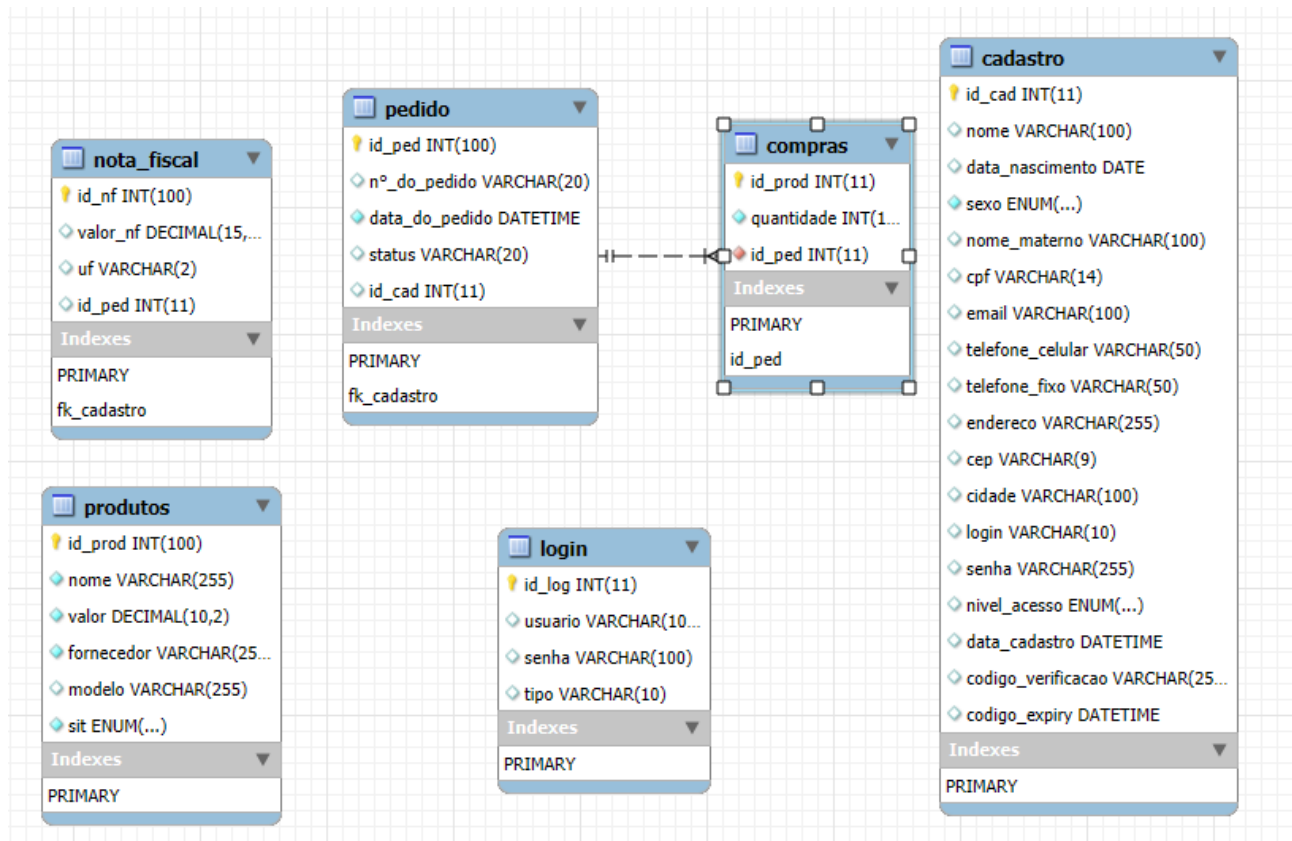 nota_fiscal
id_nf INT(100)
valor_nf DECIMAL(15,...
uf VARCHAR(2)
id_ped INT(11)
Indexes
PRIMARY
fk_cadastro
pedido
id_ped INT(100)
n°_do_pedido VARCHAR(20)
data_do_pedido DATETIME
status VARCHAR(20)
id_cad INT(11)
Indexes
PRIMARY
fk_cadastro
compras
id_prod INT(11)
quantidade INT(1...
id_ped INT(11)
Indexes
PRIMARY
id_ped
cadastro
id_cad INT(11)
nome VARCHAR(100)
data_nascimento DATE
sexo ENUM(...)
nome_materno VARCHAR(100)
cpf VARCHAR(14)
email VARCHAR(100)
telefone_celular VARCHAR(50)
telefone_fixo VARCHAR(50)
endereco VARCHAR(255)
cep VARCHAR(9)
cidade VARCHAR(100)
login VARCHAR(10)
senha VARCHAR(255)
nivel_acesso ENUM(...)
data_cadastro DATETIME
codigo_verificacao VARCHAR(25...
codigo_expiry DATETIME
Indexes
PRIMARY
produtos
id_prod INT(100)
nome VARCHAR(255)
valor DECIMAL(10,2)
fornecedor VARCHAR(25...
modelo VARCHAR(255)
sit ENUM(...)
Indexes
PRIMARY
login
id_log INT(11)
usuario VARCHAR(10...
senha VARCHAR(100)
tipo VARCHAR(10)
Indexes
PRIMARY